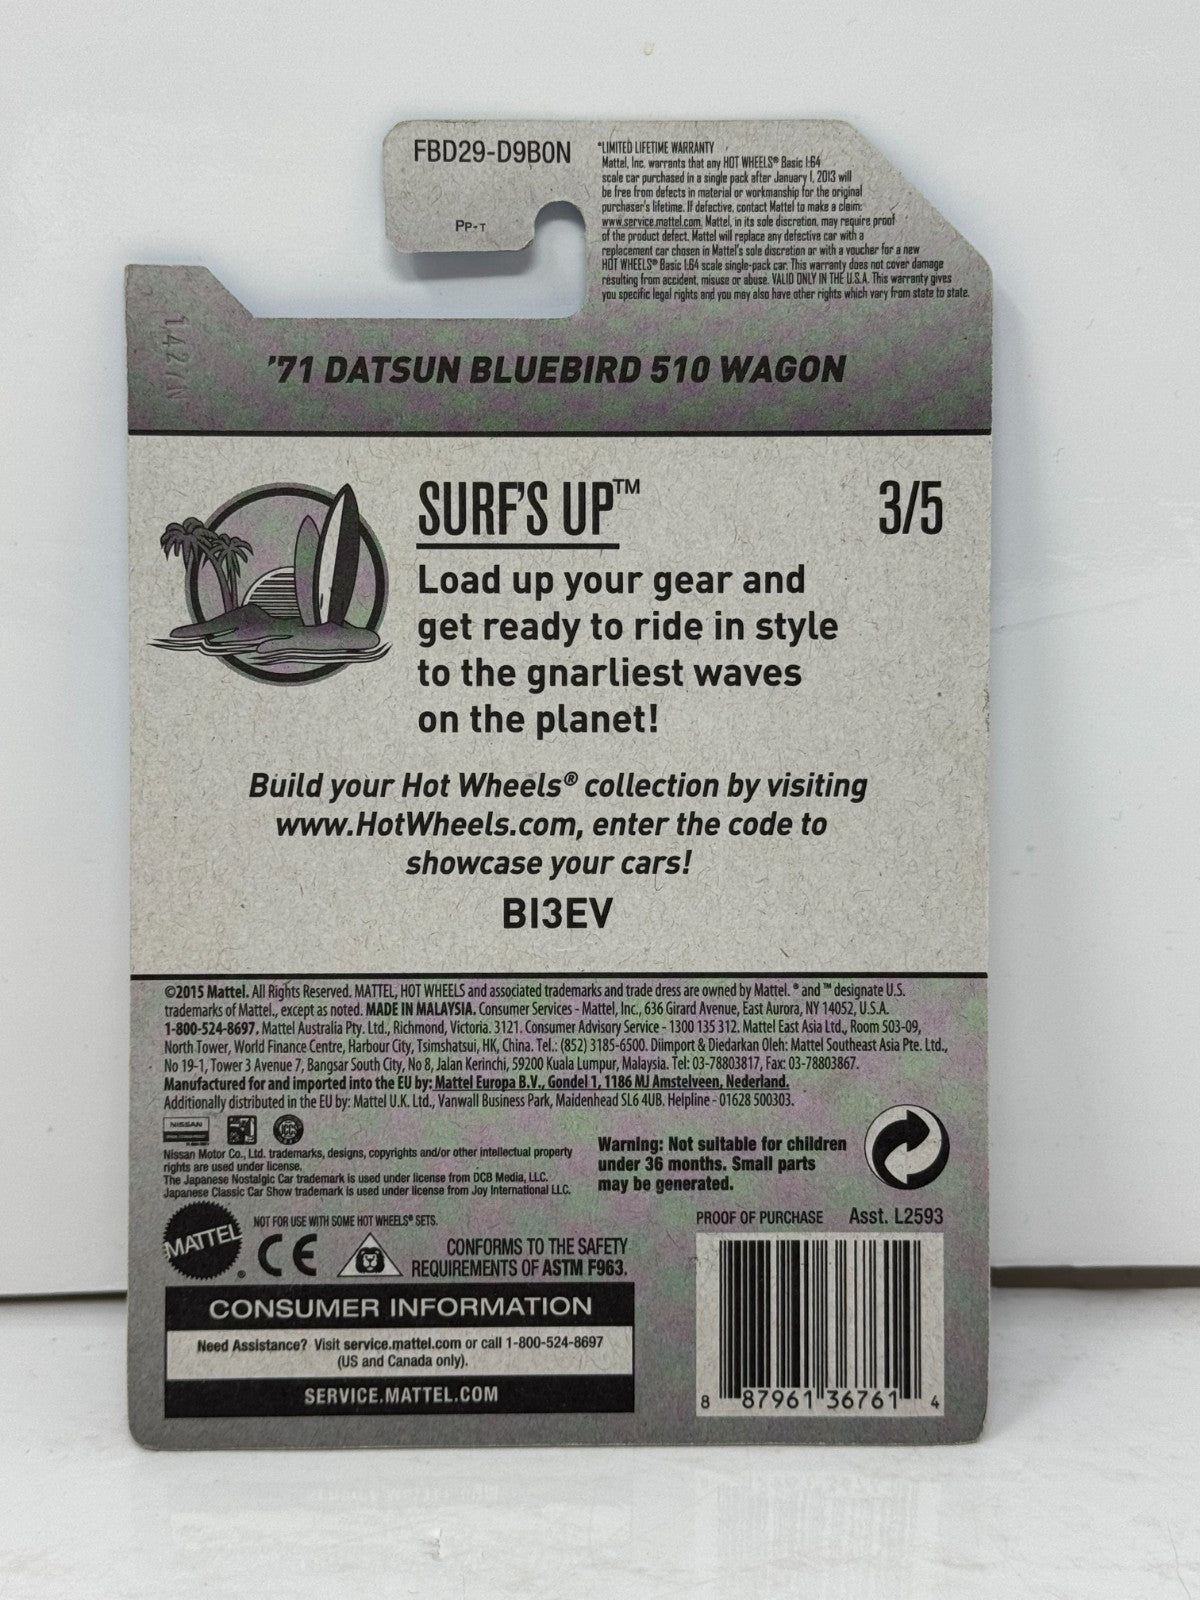 FBD29-D9B0N
PP-T
*LIMITED LIFETIME WARRANTY
Mattel, Inc. warrants that any HOT WHEELS® Basic 1:64
scale car purchased in a single pack after January 1, 2013 will
be free from defects in material or workmanship for the original
purchaser's lifetime. If defective, contact Mattel to make a claim:
www.service.mattel.com. Mattel, in its sole discretion, may require proof
of the product defect. Mattel will replace any defective car with a
replacement car chosen in Mattel's sole discretion or with a voucher for a new
HOT WHEELS® Basic 1:64 scale single-pack car. This warranty does not cover damage
resulting from accident, misuse or abuse. VALID ONLY IN THE U.S.A. This warranty gives
you specific legal rights and you may also have other rights which vary from state to state.
'71 DATSUN BLUEBIRD 510 WAGON
SURF'S UP™
3/5
Load up your gear and
get ready to ride in style
to the gnarliest waves
on the planet!
Build your Hot Wheels® collection by visiting
www.HotWheels.com, enter the code to
showcase your cars!
BI3EV
©2015 Mattel. All Rights Reserved. MATTEL, HOT WHEELS and associated trademarks and trade dress are owned by Mattel. ® and ™ designate U.S.
trademarks of Mattel., except as noted. MADE IN MALAYSIA. Consumer Services - Mattel, Inc., 636 Girard Avenue, East Aurora, NY 14052, U.S.A.
1-800-524-8697. Mattel Australia Pty. Ltd., Richmond, Victoria. 3121. Consumer Advisory Service - 1300 135 312. Mattel East Asia Ltd., Room 503-09,
North Tower, World Finance Centre, Harbour City, Tsimshatsui, HK, China. Tel.: (852) 3185-6500. Diimport & Diedarkan Oleh: Mattel Southeast Asia Pte. Ltd.,
No 19-1, Tower 3 Avenue 7, Bangsar South City, No 8, Jalan Kerinchi, 59200 Kuala Lumpur, Malaysia. Tel: 03-78803817, Fax: 03-78803867.
Manufactured for and imported into the EU by: Mattel Europa B.V., Gondel 1, 1186 MJ Amstelveen, Nederland.
Additionally distributed in the EU by: Mattel U.K. Ltd., Vanwall Business Park, Maidenhead SL6 4UB. Helpline - 01628 500303.
NISSAN
Nissan Motor Co., Ltd. trademarks, designs, copyrights and/or other intellectual property
rights are used under license.
The Japanese Nostalgic Car trademark is used under license from DCB Media, LLC.
Japanese Classic Car Show trademark is used under license from Joy International LLC.
Warning: Not suitable for children
under 36 months. Small parts
may be generated.
MATTEL®
NOT FOR USE WITH SOME HOT WHEELS® SETS.
CE
CONFORMS TO THE SAFETY
REQUIREMENTS OF ASTM F963.
PROOF OF PURCHASE
Asst. L2593
CONSUMER INFORMATION
Need Assistance? Visit service.mattel.com or call 1-800-524-8697
(US and Canada only).
SERVICE.MATTEL.COM
8 87961 36761 4